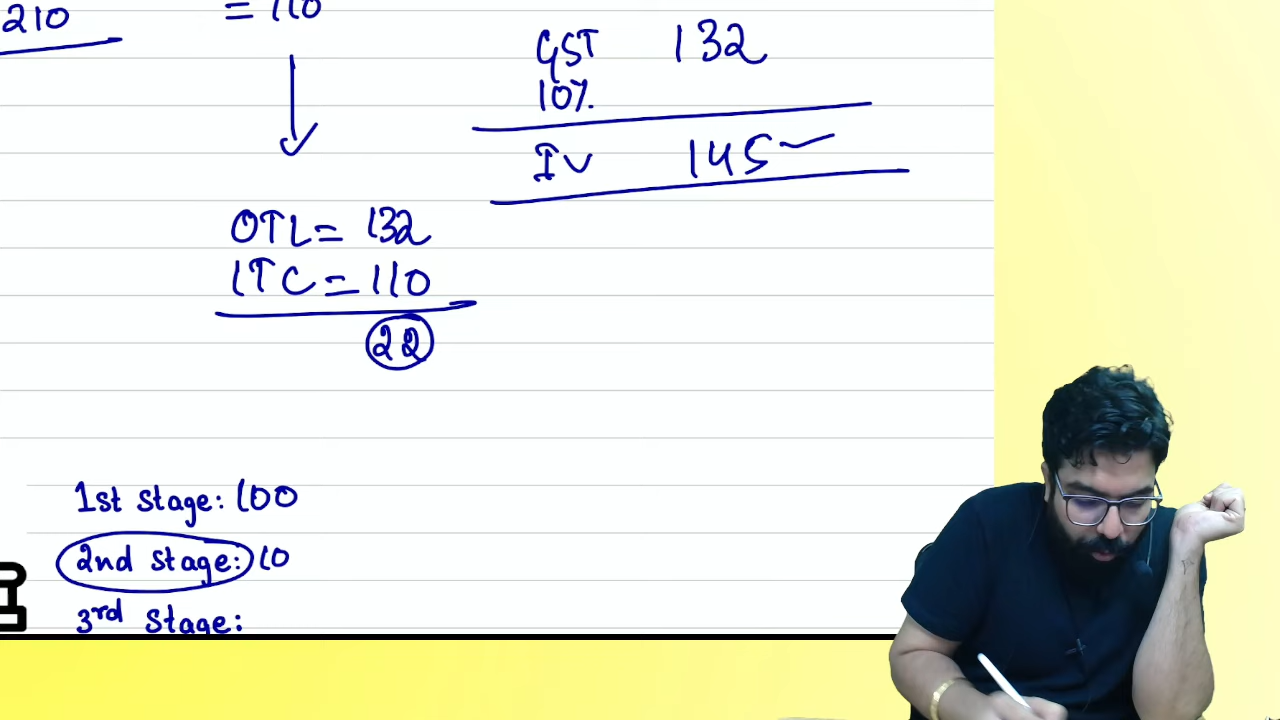 210
= 110
GST 132
10%.
IV 145
OTL = 132
ITC = 110
22
1st Stage: 100
2nd Stage: 10
3rd Stage: